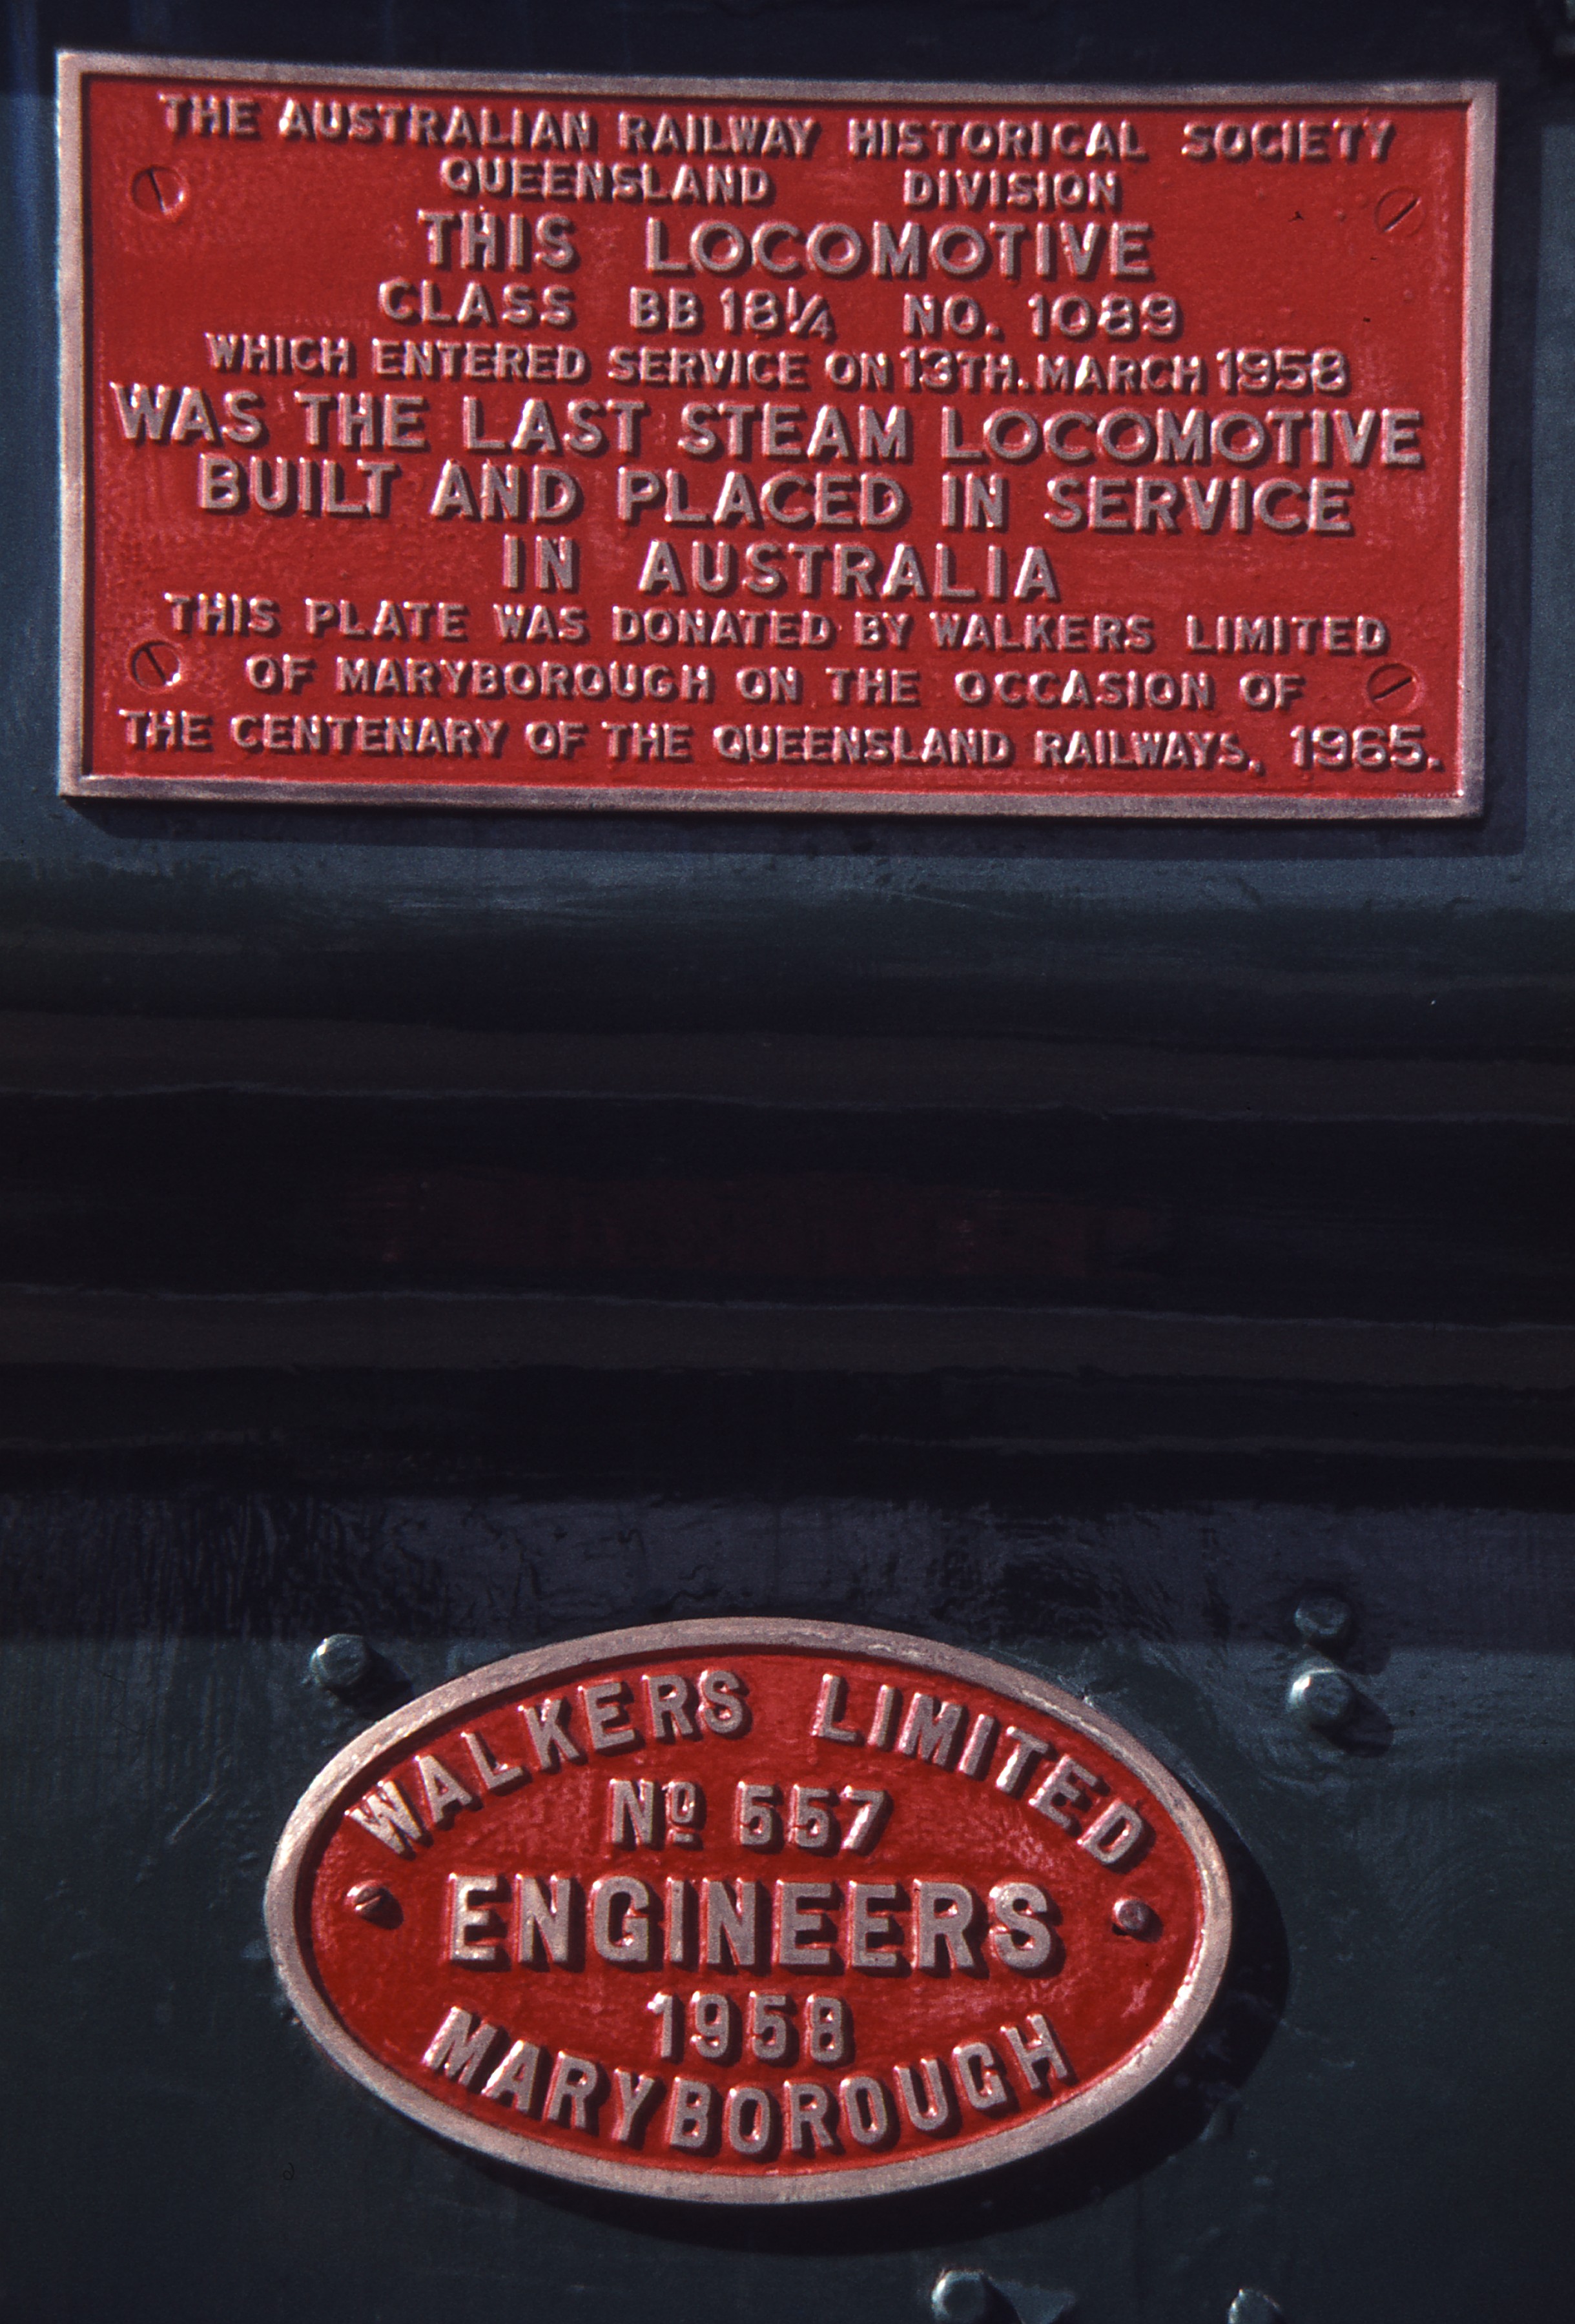 THE AUSTRALIAN RAILWAY HISTORICAL SOCIETY
QUEENSLAND DIVISION
THIS LOCOMOTIVE
CLASS BB 18¼ NO. 1089
WHICH ENTERED SERVICE ON 13TH. MARCH 1958
WAS THE LAST STEAM LOCOMOTIVE
BUILT AND PLACED IN SERVICE
IN AUSTRALIA
THIS PLATE WAS DONATED BY WALKERS LIMITED
OF MARYBOROUGH ON THE OCCASION OF
THE CENTENARY OF THE QUEENSLAND RAILWAYS, 1965.
WALKERS LIMITED
Nº 557
ENGINEERS
1958
MARYBOROUGH